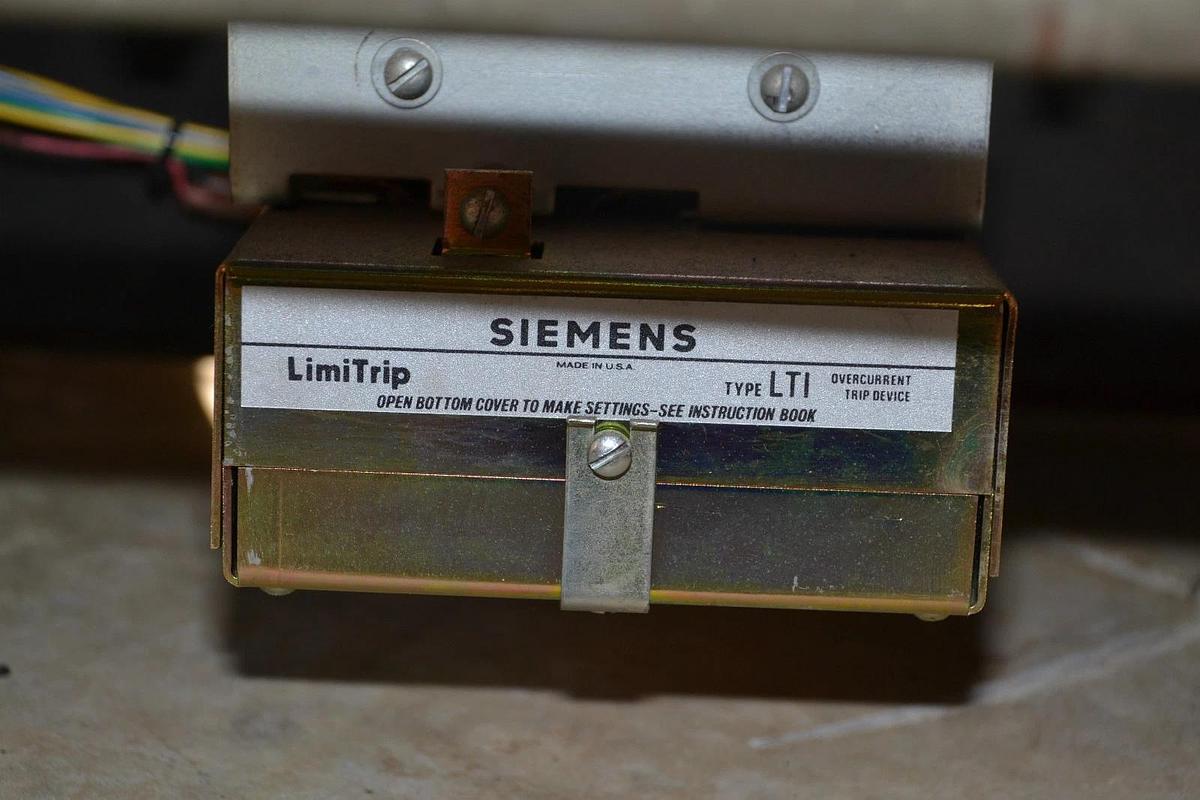 SIEMENS
MADE IN U.S.A.
LimiTrip
TYPE LTI
OVERCURRENT
TRIP DEVICE
OPEN BOTTOM COVER TO MAKE SETTINGS-SEE INSTRUCTION BOOK